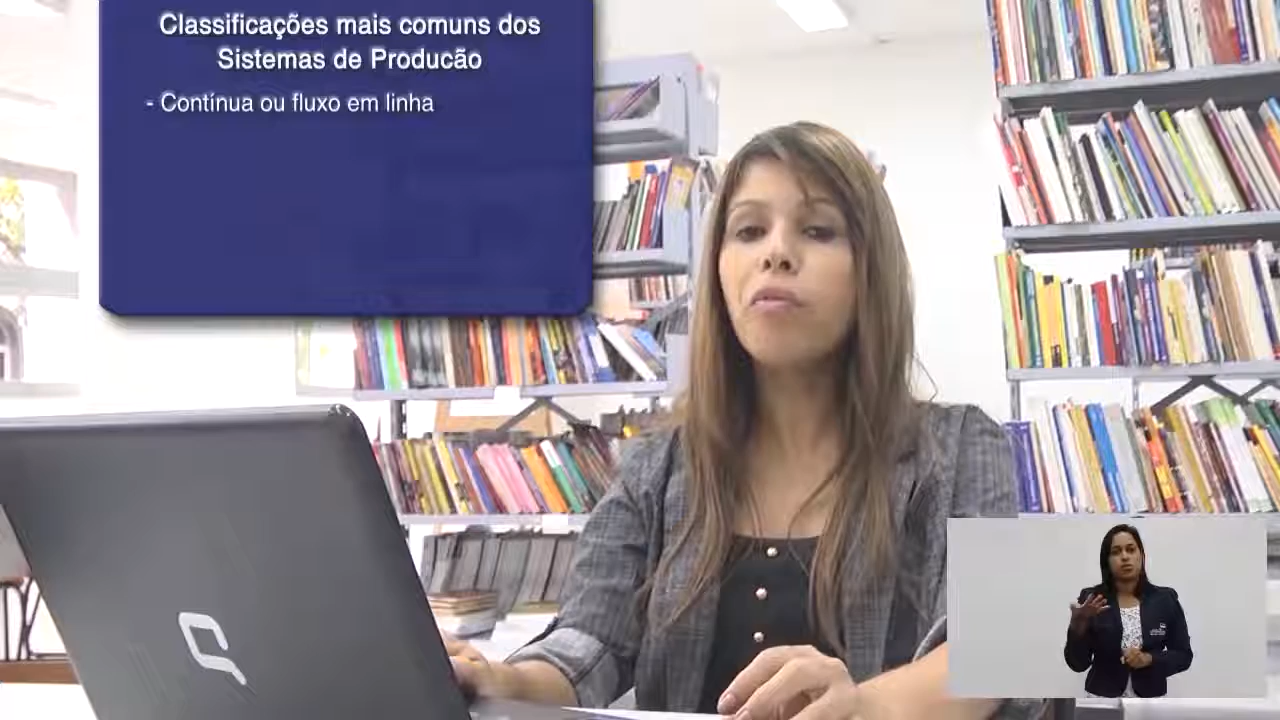 Classificações mais comuns dos
Sistemas de Producão
- Contínua ou fluxo em linha